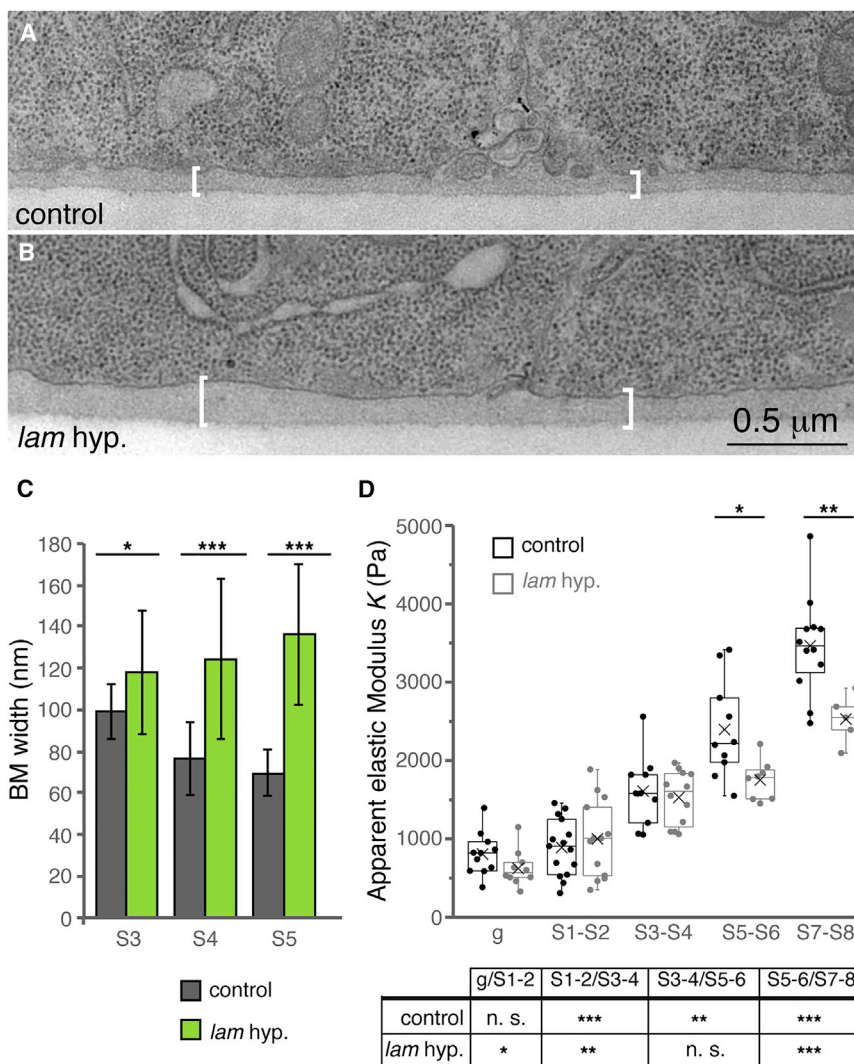 A
control
B
lam hyp.
0.5 μm
C
* *** ***
BM width (nm)
180
160
140
120
100
80
60
40
20
0
S3 S4 S5
control
lam hyp.
D
* **
Apparent elastic Modulus K (Pa)
5000
4000
3000
2000
1000
0
control
lam hyp.
g S1-S2 S3-S4 S5-S6 S7-S8
g/S1-2 S1-2/S3-4 S3-4/S5-6 S5-6/S7-8
control n. s. *** ** ***
lam hyp. * ** n. s. ***